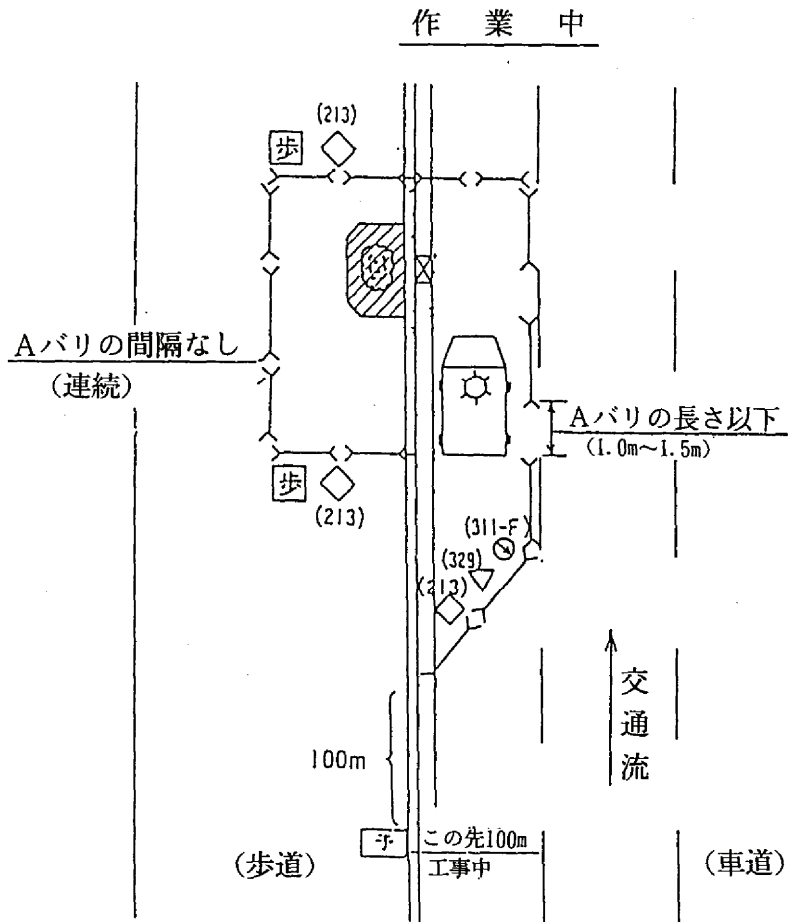 作業中
(213)
歩
Aバリの間隔なし
(連続)
Aバリの長さ以下
(1.0m〜1.5m)
歩
(213)
(311-F)
(329)
(213)
交通流
100m
この先100m
工事中
(歩道)
(車道)